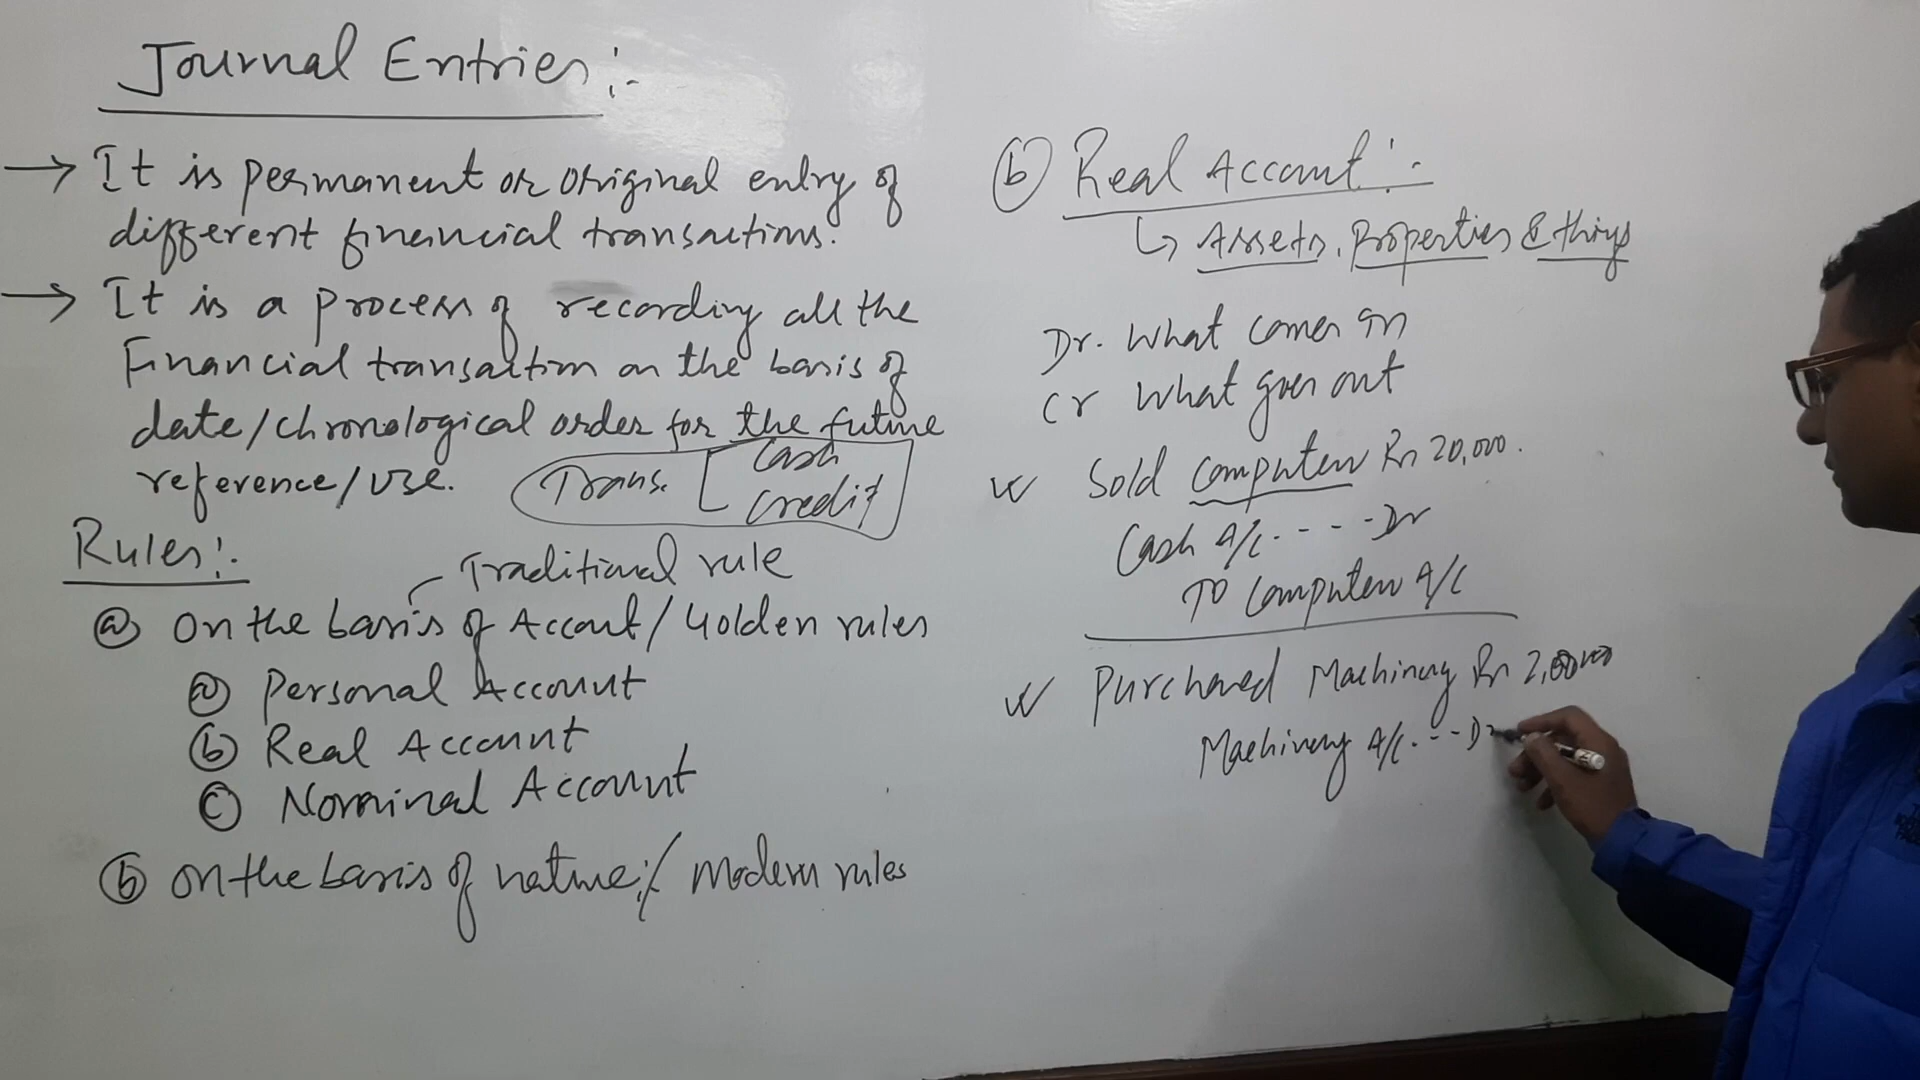 Journal Entries:-
→ It is permanent or original entry of
different financial transactions.
→ It is a process of recording all the
Financial transaction on the basis of
date/chronological order for the future
reference/use.
Trans. Cash
Credit
Rules:-
Traditional rule
(a) on the basis of Account/Golden rules
(a) Personal Account
(b) Real Account
(c) Nominal Account
(b) on the basis of nature:/ Modern rules
(b) Real Account:-
↳ Assets, Properties & things
Dr. What comes in
Cr What goes out
Sold Computer Rs 20,000.
Cash A/C. - - - Dr
To Computer A/C
Purchased Machinery Rs
Machinery A/C. - - Dr